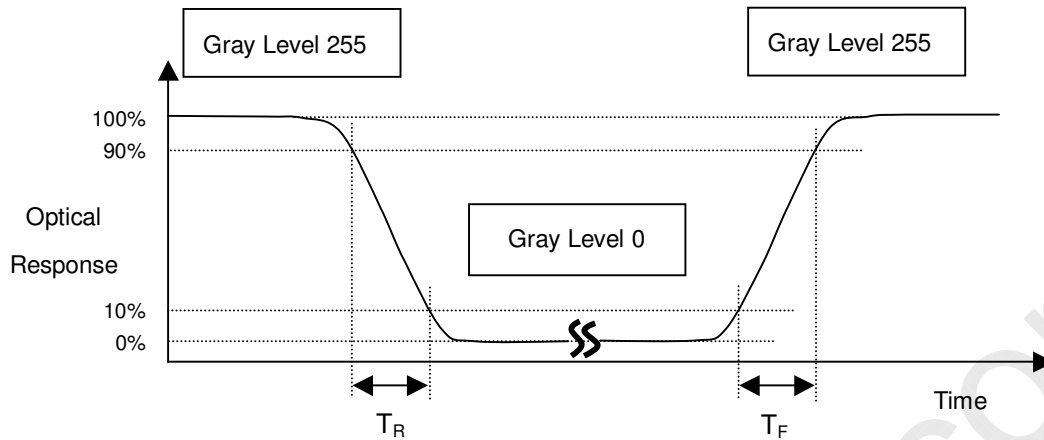 Gray Level 255
Gray Level 255
100%
90%
Optical
Response
Gray Level 0
10%
0%
Time
TR
TF